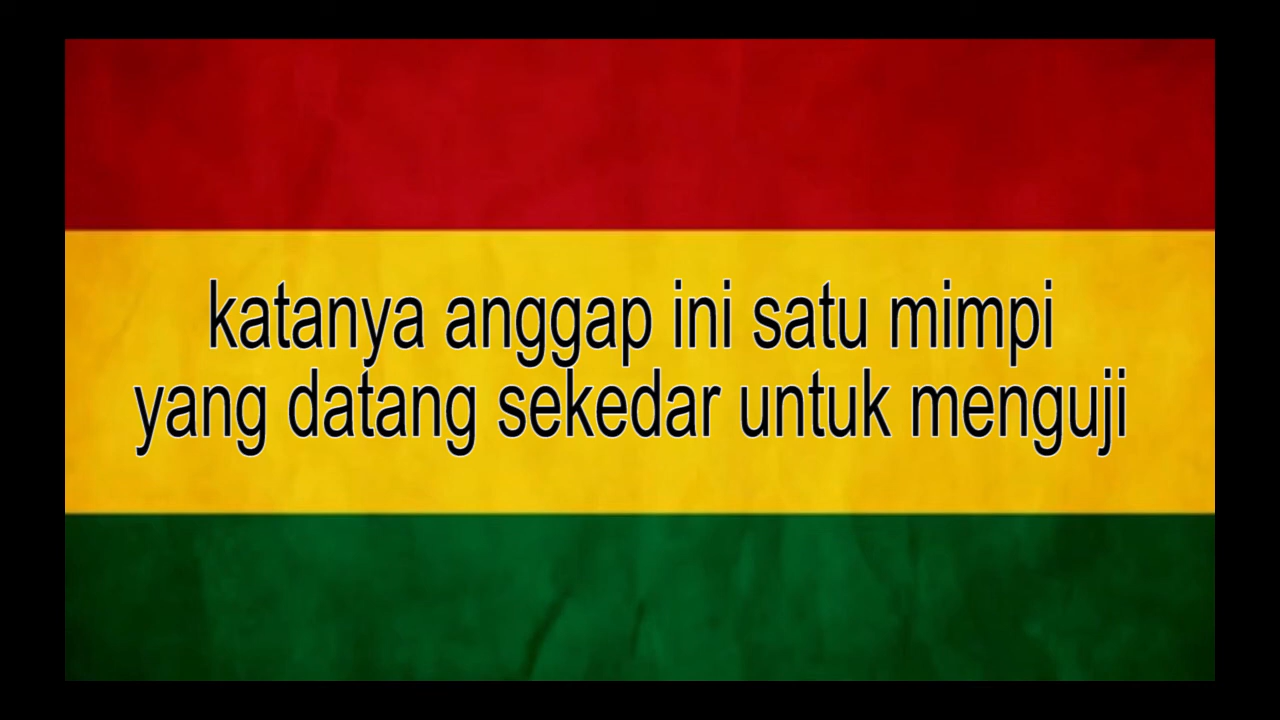 katanya anggap ini satu mimpi
yang datang sekedar untuk menguji